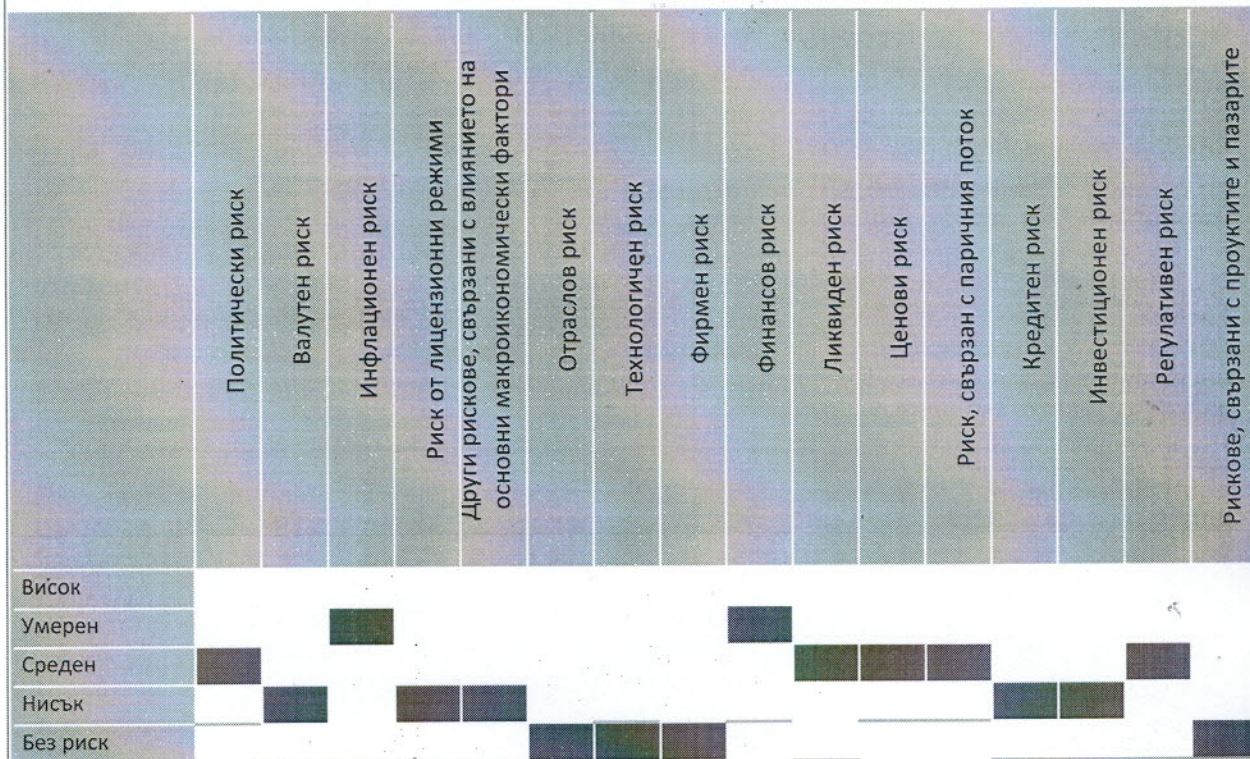 Политически риск
Валутен риск
Инфлационен риск
Риск от лицензионни режими
Други рискове, свързани с влиянието на
основни макроикономически фактори
Отраслов риск
Технологичен риск
Фирмен риск
Финансов риск
Ликвиден риск
Ценови риск
Риск, свързан с паричния поток
Кредитен риск
Инвестиционен риск
Регулативен риск
Рискове, свързани с проуктите и пазарите
Висок
Умерен
Среден
Нисък
Без риск